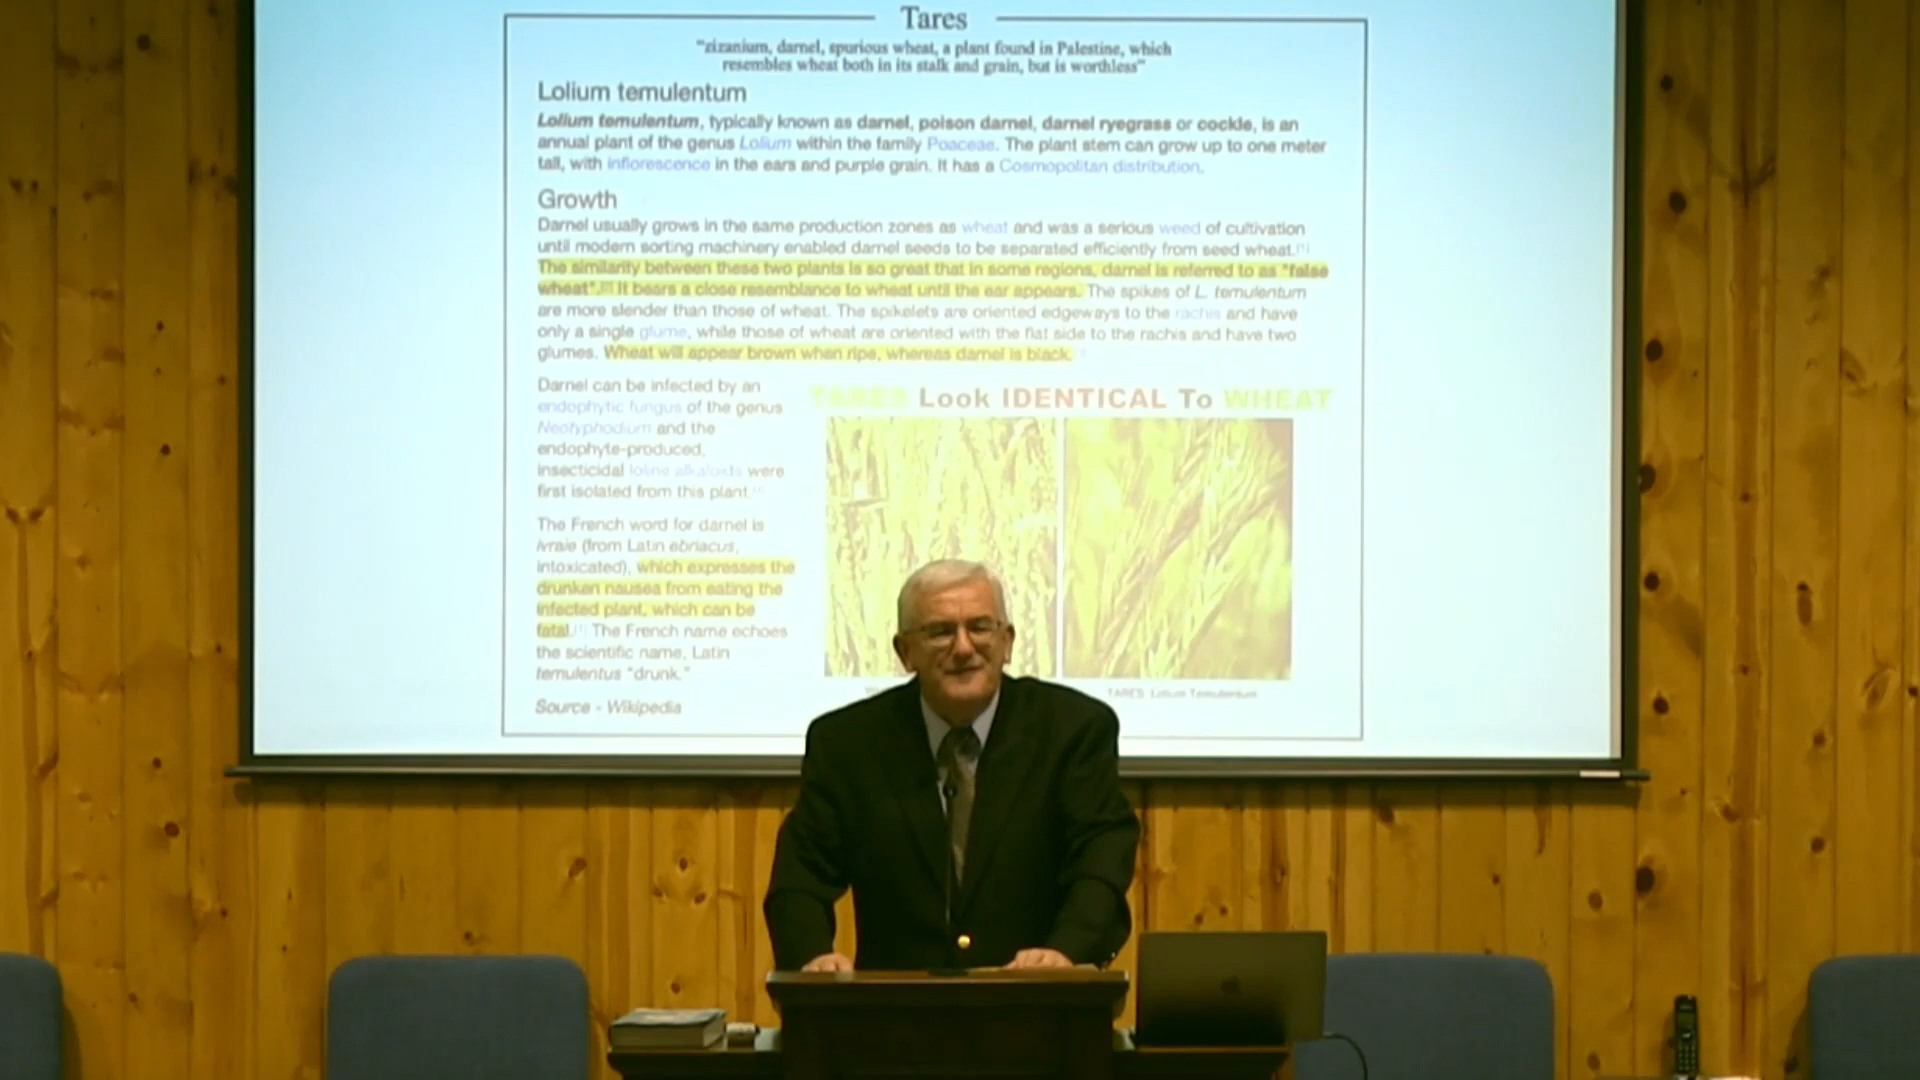 Tares
"zizanium, darnel, spurious wheat, a plant found in Palestine, which
resembles wheat both in its stalk and grain, but is worthless"
Lolium temulentum
Lolium temulentum, typically known as darnel, poison darnel, darnel ryegrass or cockle, is an
annual plant of the genus Lolium within the family Poaceae. The plant stem can grow up to one meter
tall, with inflorescence in the ears and purple grain. It has a Cosmopolitan distribution.
Growth
Darnel usually grows in the same production zones as wheat and was a serious weed of cultivation
until modern sorting machinery enabled darnel seeds to be separated efficiently from seed wheat.
The similarity between these two plants is so great that in some regions, darnel is referred to as "false
wheat". It bears a close resemblance to wheat until the ear appears. The spikes of L. temulentum
are more slender than those of wheat. The spikelets are oriented edgeways to the rachis and have
only a single glume, while those of wheat are oriented with the flat side to the rachis and have two
glumes. Wheat will appear brown when ripe, whereas darnel is black.
Darnel can be infected by an
endophytic fungus of the genus
Neotyphodium and the
endophyte-produced,
insecticidal loline alkaloids were
first isolated from this plant.
The French word for darnel is
ivraie (from Latin ebriacus,
intoxicated), which expresses the
drunken nausea from eating the
infected plant, which can be
fatal. The French name echoes
the scientific name, Latin
temulentus "drunk."
Source - Wikipedia
TARES Look IDENTICAL To WHEAT
TARES Lolium Temulentum